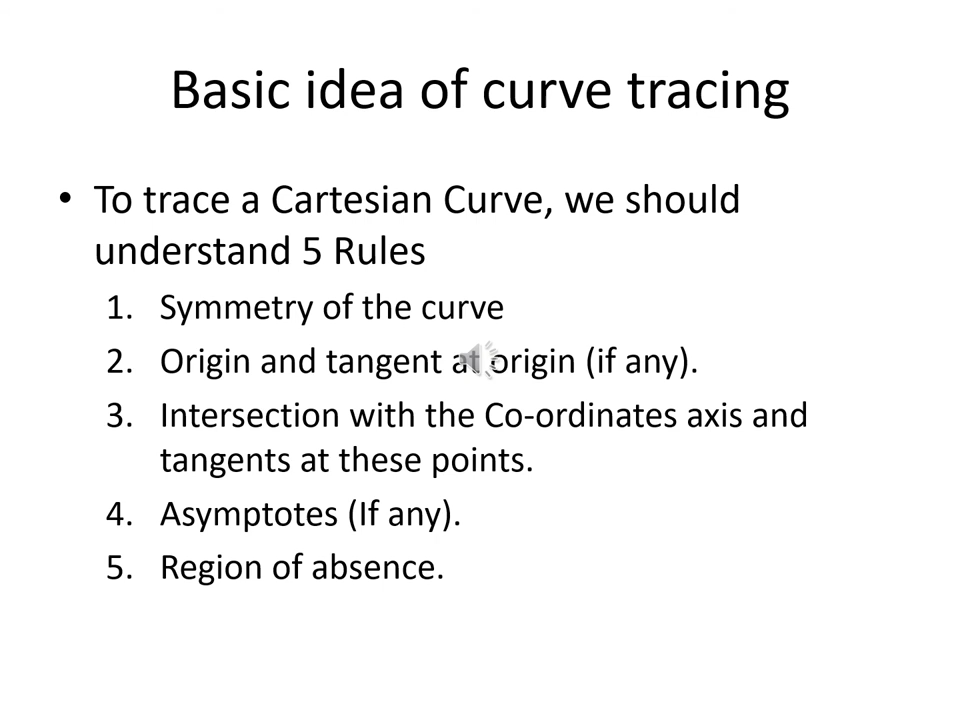 Basic idea of curve tracing
• To trace a Cartesian Curve, we should
understand 5 Rules
1. Symmetry of the curve
2. Origin and tangent at origin (if any).
3. Intersection with the Co-ordinates axis and
tangents at these points.
4. Asymptotes (If any).
5. Region of absence.